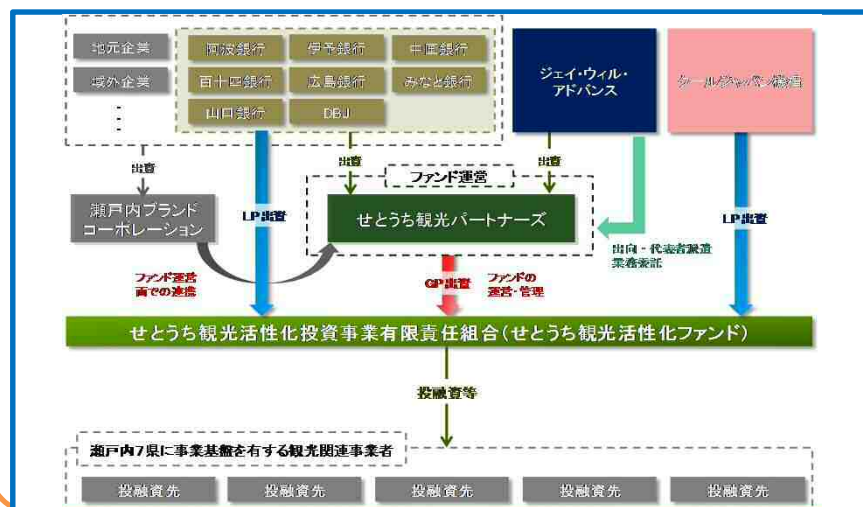 地元企業
域外企業
阿波銀行
伊予銀行
中国銀行
百十四銀行
広島銀行
みなと銀行
山口銀行
DBJ
ジェイ・ウィル・
アドバンス
クールジャパン機構
出資
出資
出資
ファンド運営
瀬戸内ブランド
コーポレーション
LP出資
せとうち観光パートナーズ
LP出資
出向・代表者派遣
業務委託
ファンド運営
面での連携
GP出資
ファンドの
運営・管理
せとうち観光活性化投資事業有限責任組合(せとうち観光活性化ファンド)
投融資等
瀬戸内7県に事業基盤を有する観光関連事業者
投融資先
投融資先
投融資先
投融資先
投融資先